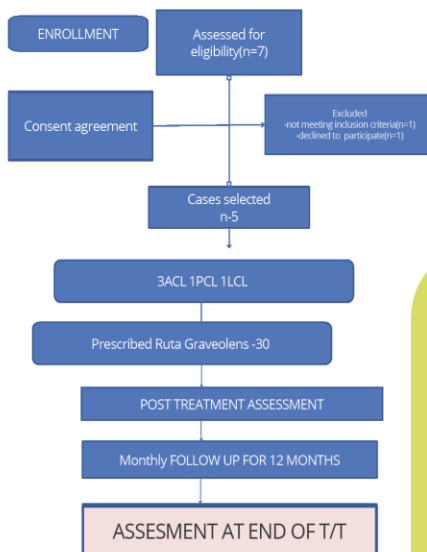 ENROLLMENT
Assessed for
eligibility(n=7)
Consent agreement
Excluded
-not meeting inclusion criteria(n=1)
-declined to participate(n=1)
Cases selected
n-5
3ACL 1PCL 1LCL
Prescribed Ruta Graveolens -30
POST TREATMENT ASSESSMENT
Monthly FOLLOW UP FOR 12 MONTHS
ASSESMENT AT END OF T/T